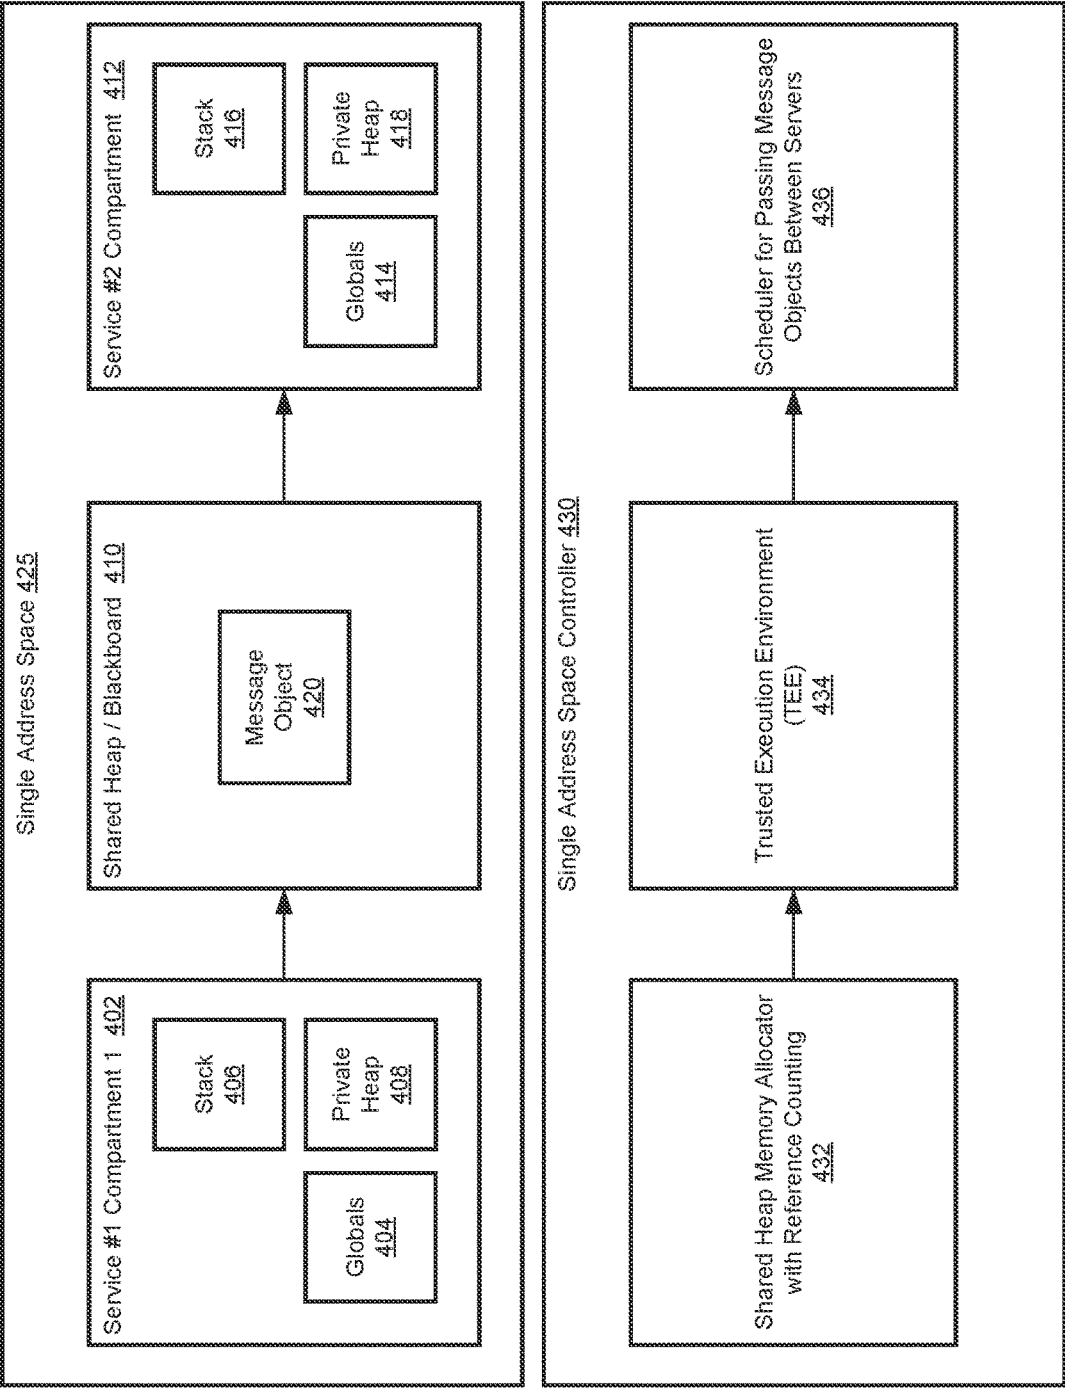 Single Address Space 425
Service #1 Compartment 1 402
Stack
406
Globals
404
Private
Heap
408
Shared Heap / Blackboard 410
Message
Object
420
Service #2 Compartment 412
Stack
416
Globals
414
Private
Heap
418
Single Address Space Controller 430
Shared Heap Memory Allocator
with Reference Counting
432
Trusted Execution Environment
(TEE)
434
Scheduler for Passing Message
Objects Between Servers
436